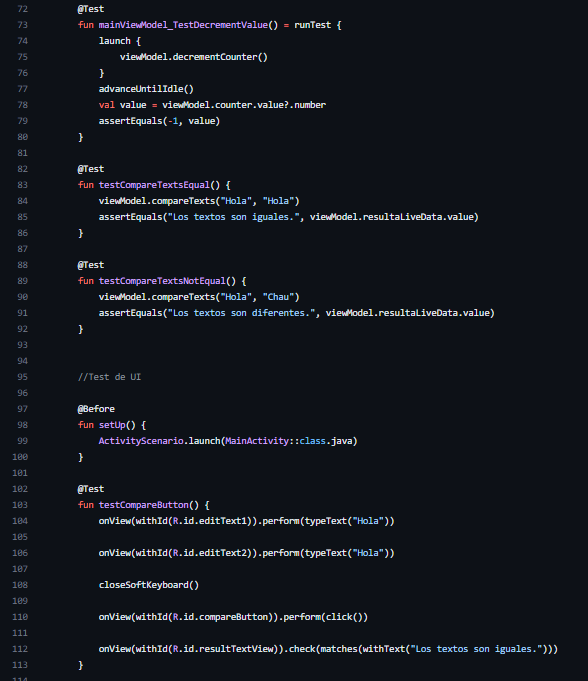 72 @Test
73 fun mainViewModel_TestDecrementValue() = runTest {
74 launch {
75 viewModel.decrementCounter()
76 }
77 advanceUntilIdle()
78 val value = viewModel.counter.value?.number
79 assertEquals(-1, value)
80 }
81
82 @Test
83 fun testCompareTextsEqual() {
84 viewModel.compareTexts("Hola", "Hola")
85 assertEquals("Los textos son iguales.", viewModel.resultaLiveData.value)
86 }
87
88 @Test
89 fun testCompareTextsNotEqual() {
90 viewModel.compareTexts("Hola", "Chau")
91 assertEquals("Los textos son diferentes.", viewModel.resultaLiveData.value)
92 }
93
94
95 //Test de UI
96
97 @Before
98 fun setUp() {
99 ActivityScenario.launch(MainActivity::class.java)
100 }
101
102 @Test
103 fun testCompareButton() {
104 onView(withId(R.id.editText1)).perform(typeText("Hola"))
105
106 onView(withId(R.id.editText2)).perform(typeText("Hola"))
107
108 closeSoftKeyboard()
109
110 onView(withId(R.id.compareButton)).perform(click())
111
112 onView(withId(R.id.resultTextView)).check(matches(withText("Los textos son iguales.")))
113 }
114